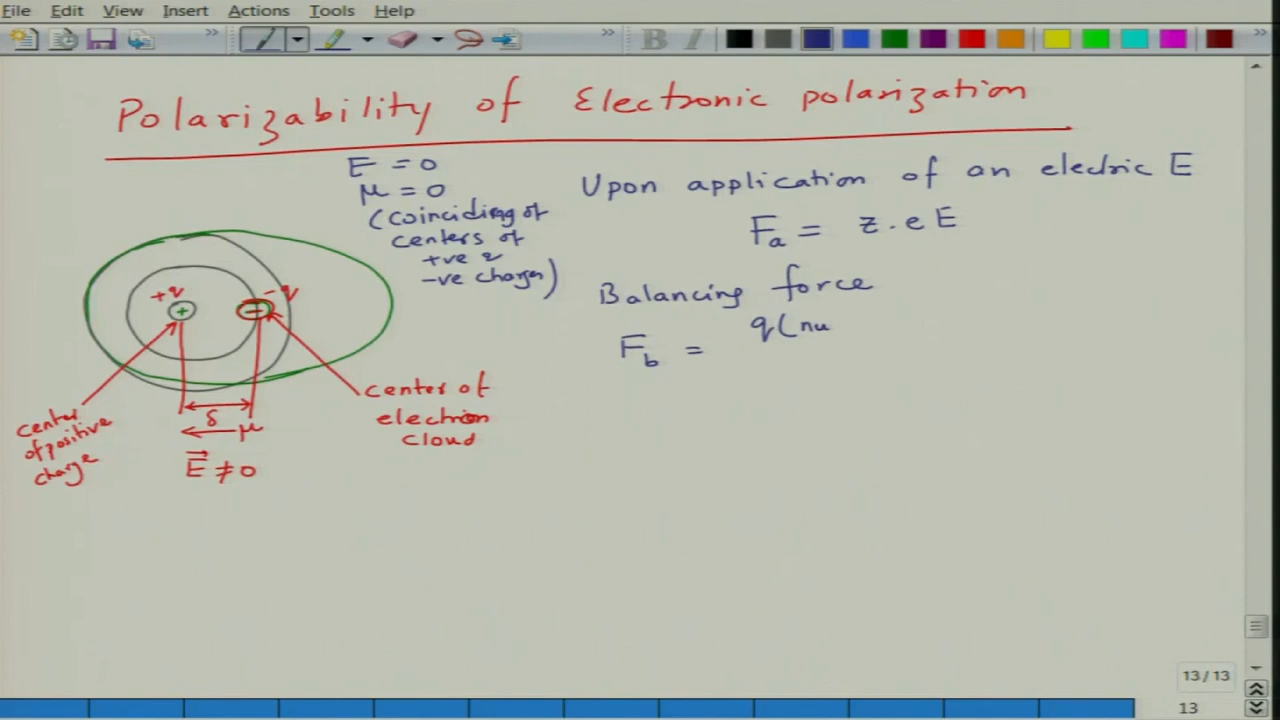 File Edit View Insert Actions Tools Help
Polarizability of Electronic polarization
E = 0
μ = 0
(coinciding of
centers of
+ve &
-ve charges)
Upon application of an electric E
Fa = z.eE
Balancing force
Fb = q(nu
+q
-q
+
−
δ
μ
E ≠ 0
center
of positive
charge
center of
electron
cloud
13 / 13
13